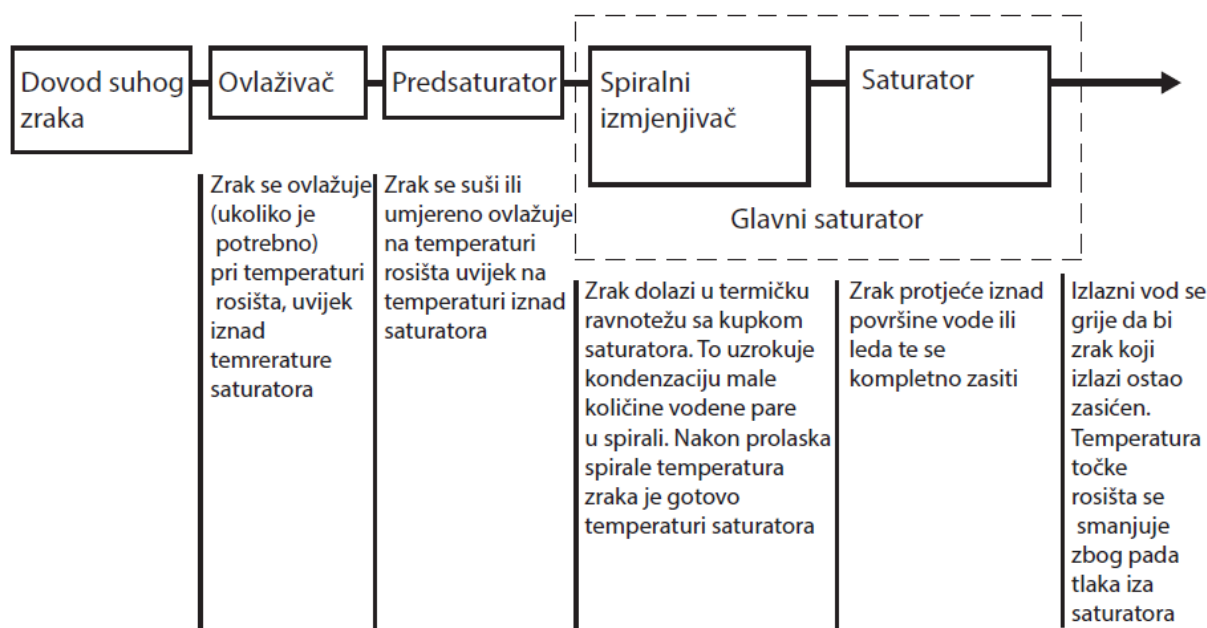 Dovod suhog
zraka
Ovlaživač
Predsaturator
Spiralni
izmjenjivač
Saturator
Glavni saturator
Zrak se ovlažuje
(ukoliko je
potrebno)
pri temperaturi
rosišta, uvijek
iznad
temrerature
saturatora
Zrak se suši ili
umjereno ovlažuje
na temperaturi
rosišta uvijek na
temperaturi iznad
saturatora
Zrak dolazi u termičku
ravnotežu sa kupkom
saturatora. To uzrokuje
kondenzaciju male
količine vodene pare
u spirali. Nakon prolaska
spirale temperatura
zraka je gotovo
temperaturi saturatora
Zrak protjeće iznad
površine vode ili
leda te se
kompletno zasiti
Izlazni vod se
grije da bi
zrak koji
izlazi ostao
zasićen.
Temperatura
točke
rosišta se
smanjuje
zbog pada
tlaka iza
saturatora